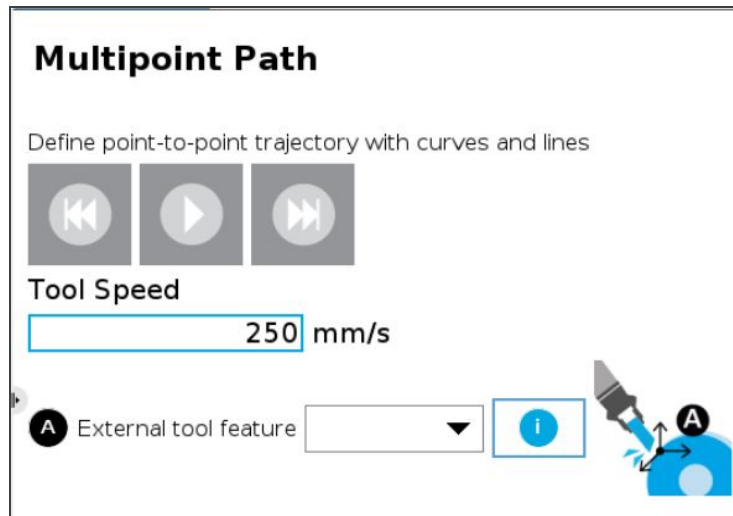 Multipoint Path
Define point-to-point trajectory with curves and lines
Tool Speed
250 mm/s
A External tool feature i A